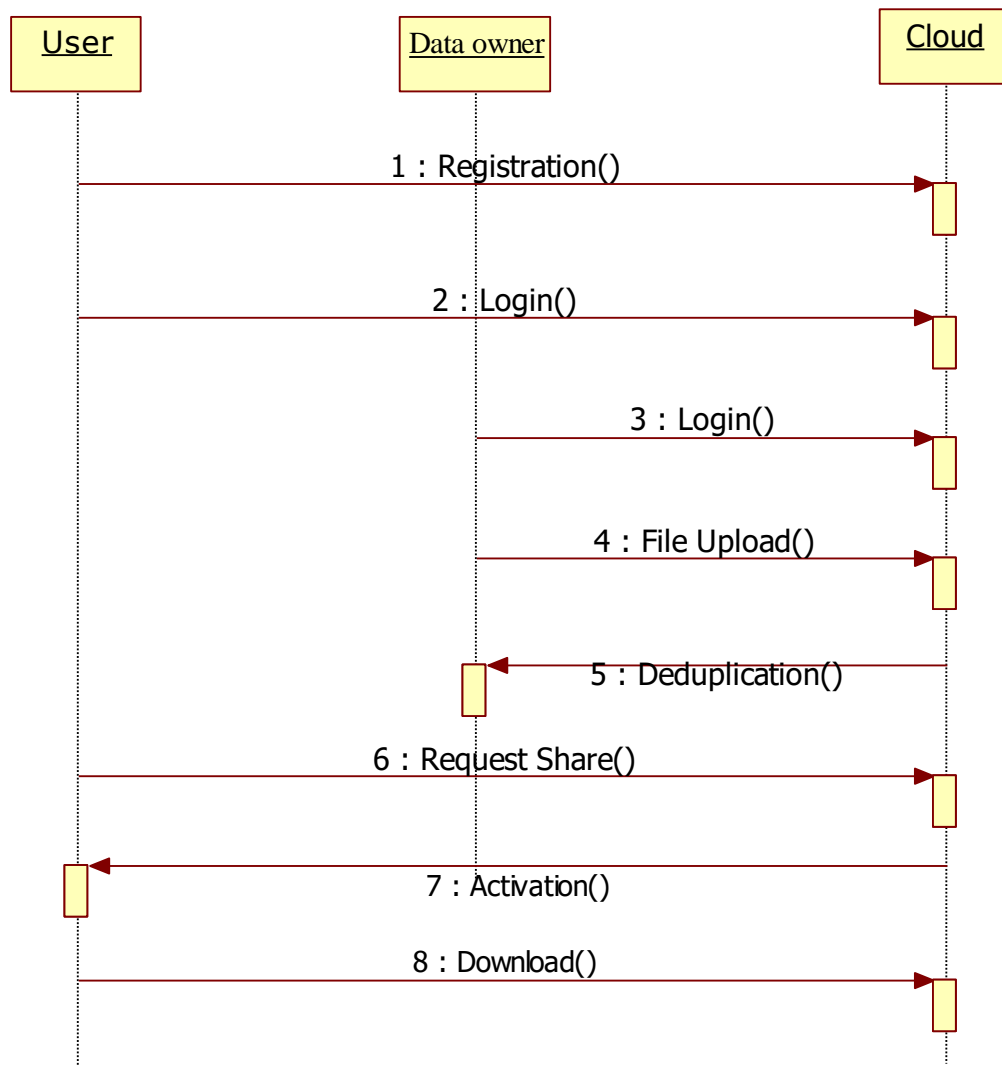 User
Data owner
Cloud
1 : Registration()
2 : Login()
3 : Login()
4 : File Upload()
5 : Deduplication()
6 : Request Share()
7 : Activation()
8 : Download()